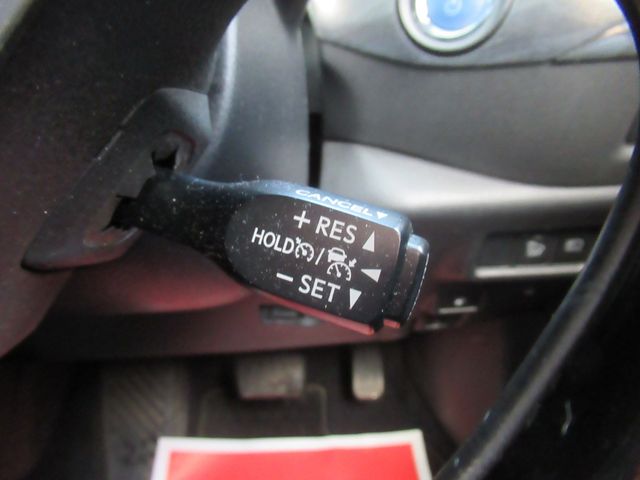 CANCEL▼
+ RES ▲
HOLD / ◀
− SET ▼